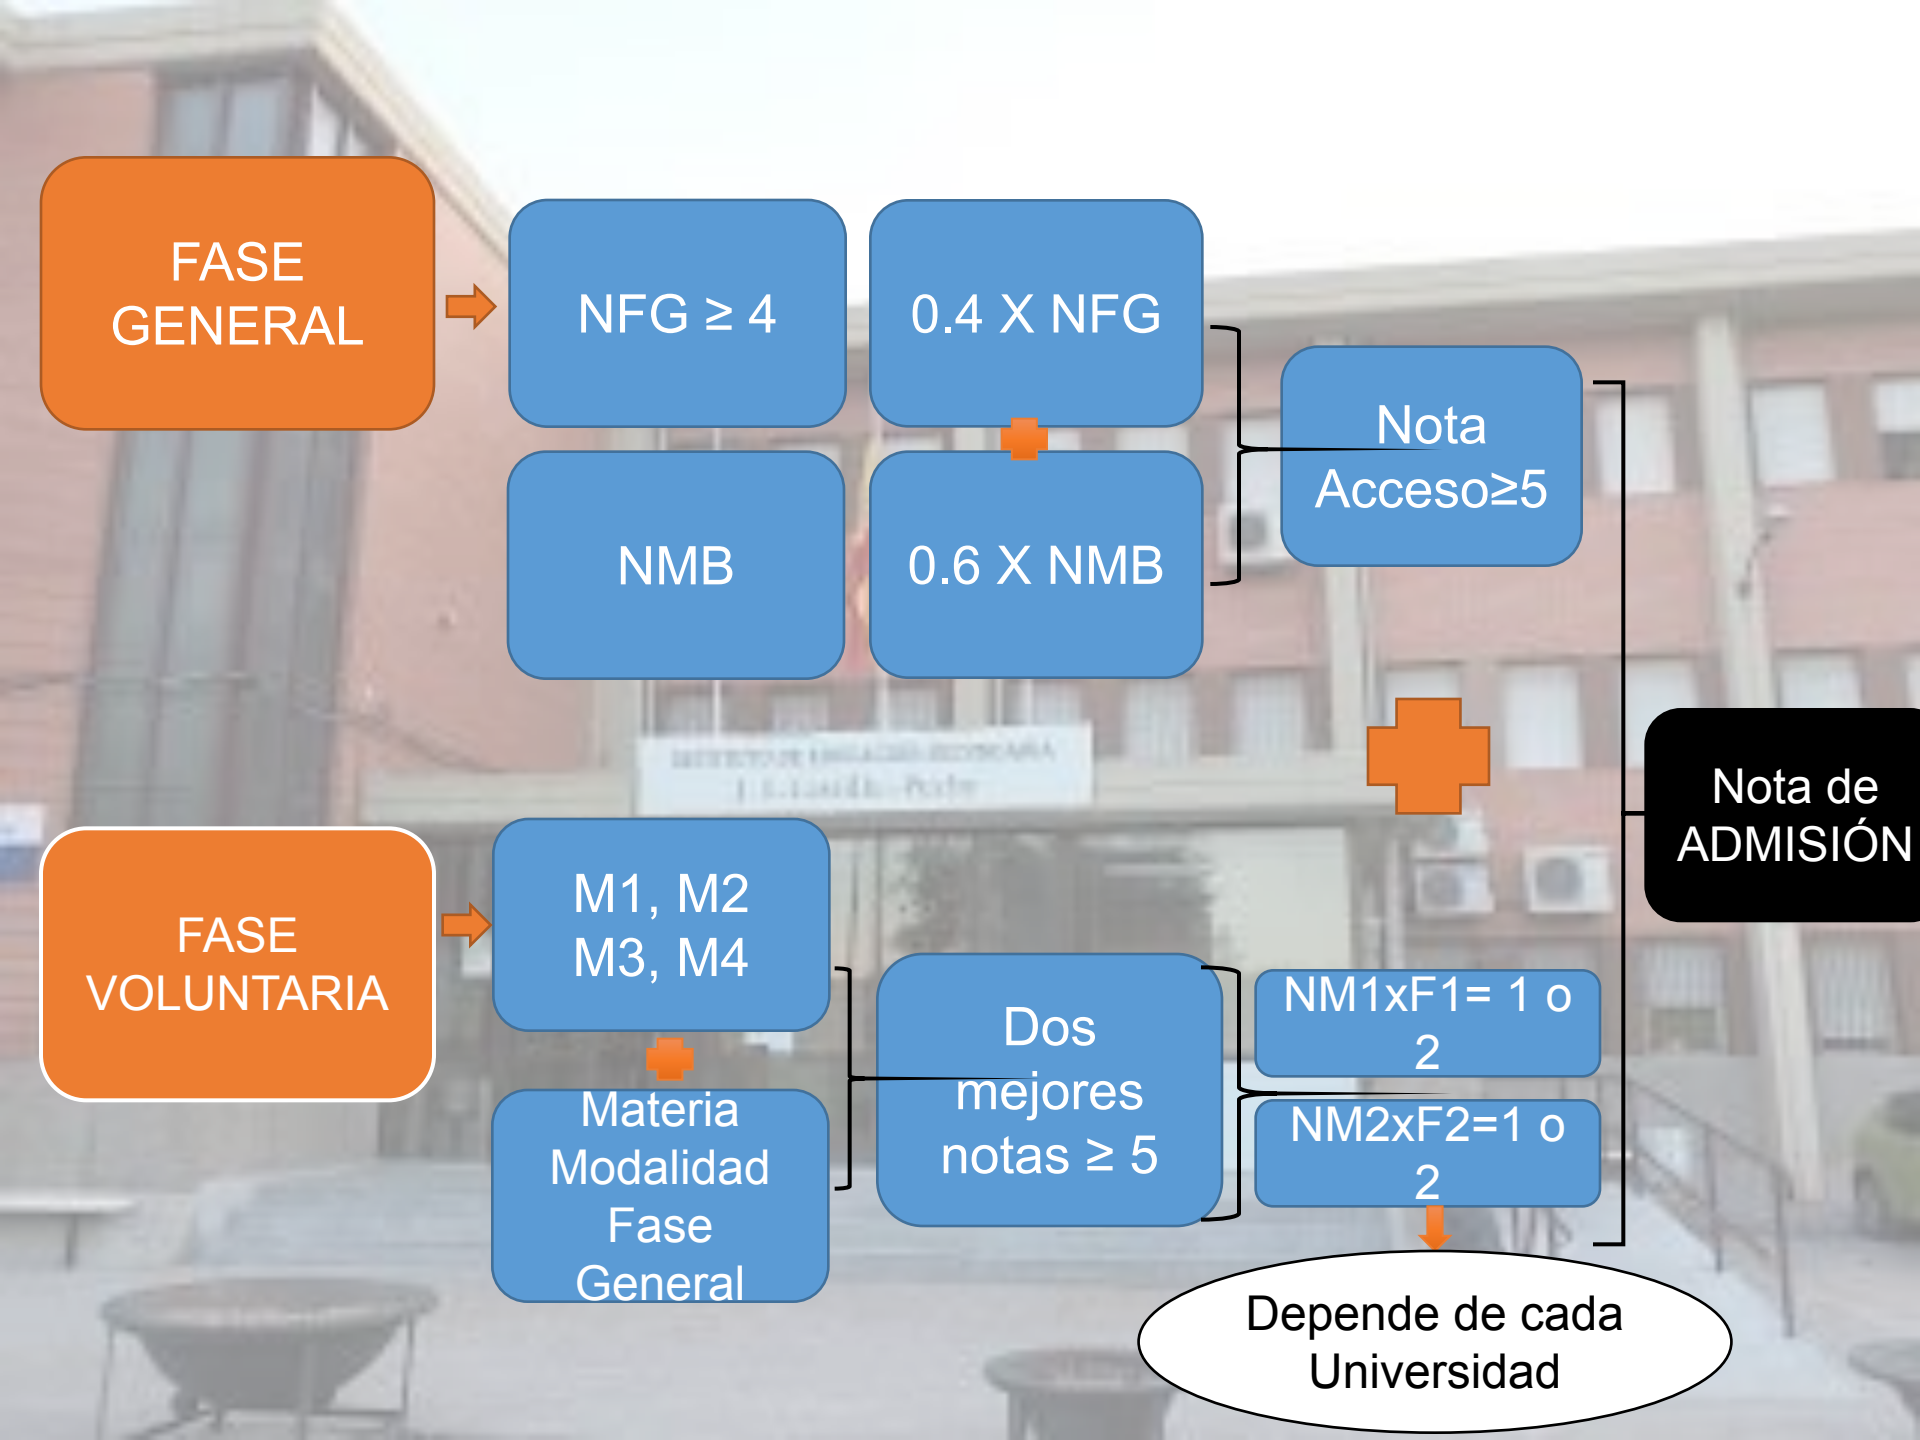 FASE
GENERAL
NFG ≥ 4
0.4 X NFG
NMB
0.6 X NMB
Nota
Acceso≥5
Nota de
ADMISIÓN
FASE
VOLUNTARIA
M1, M2
M3, M4
Materia
Modalidad
Fase
General
Dos
mejores
notas ≥ 5
NM1xF1= 1 o
2
NM2xF2=1 o
2
Depende de cada
Universidad